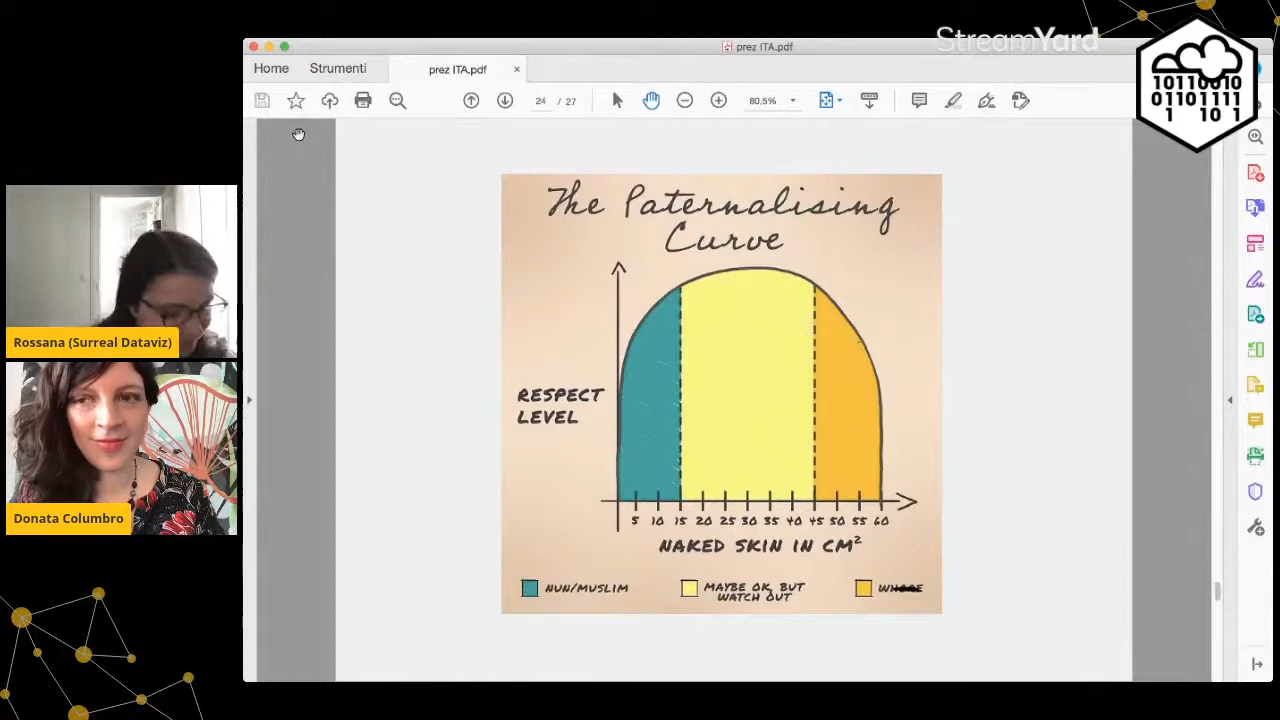 StreamYard
prez ITA.pdf
Home Strumenti prez ITA.pdf ×
24 / 27 80,5%
10110010
01101111
1 10 1
The Paternalising
Curve
RESPECT
LEVEL
5 10 15 20 25 30 35 40 45 50 55 60
NAKED SKIN IN CM²
NUN/MUSLIM
MAYBE OK, BUT
WATCH OUT
Rossana (Surreal Dataviz)
Donata Columbro